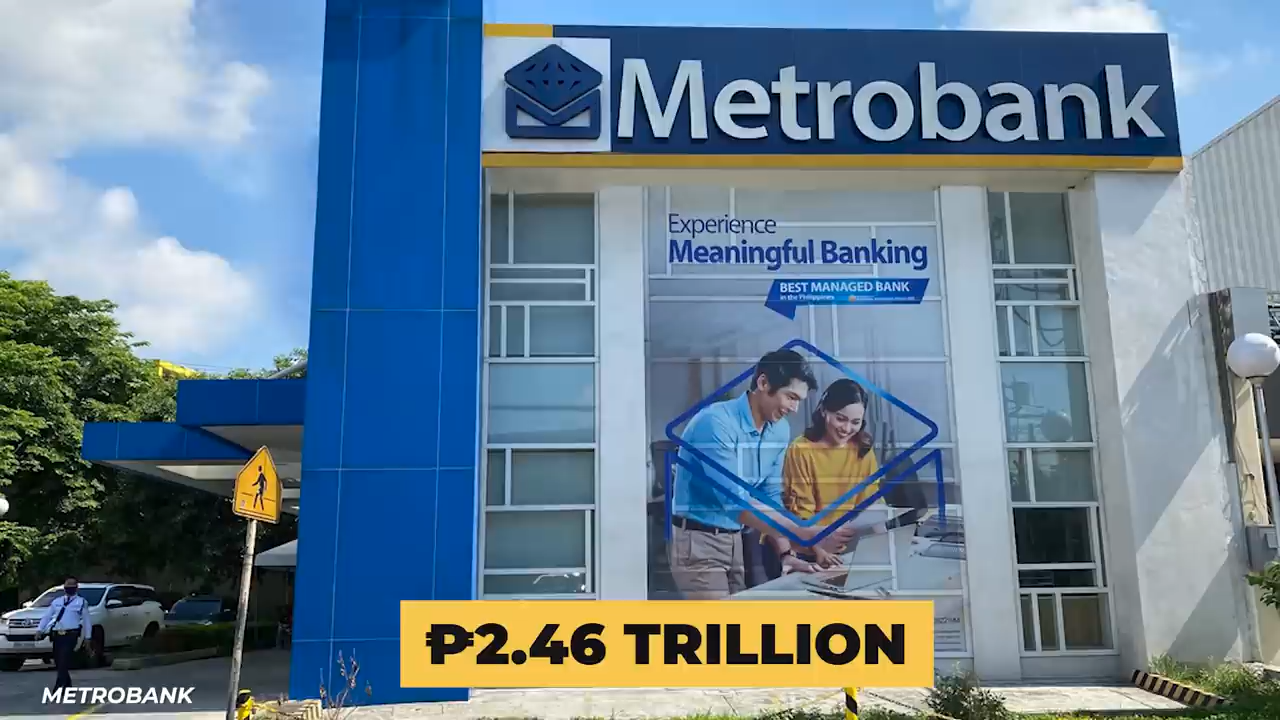 Metrobank
Experience
Meaningful Banking
BEST MANAGED BANK
in the Philippines
₱2.46 TRILLION
METROBANK